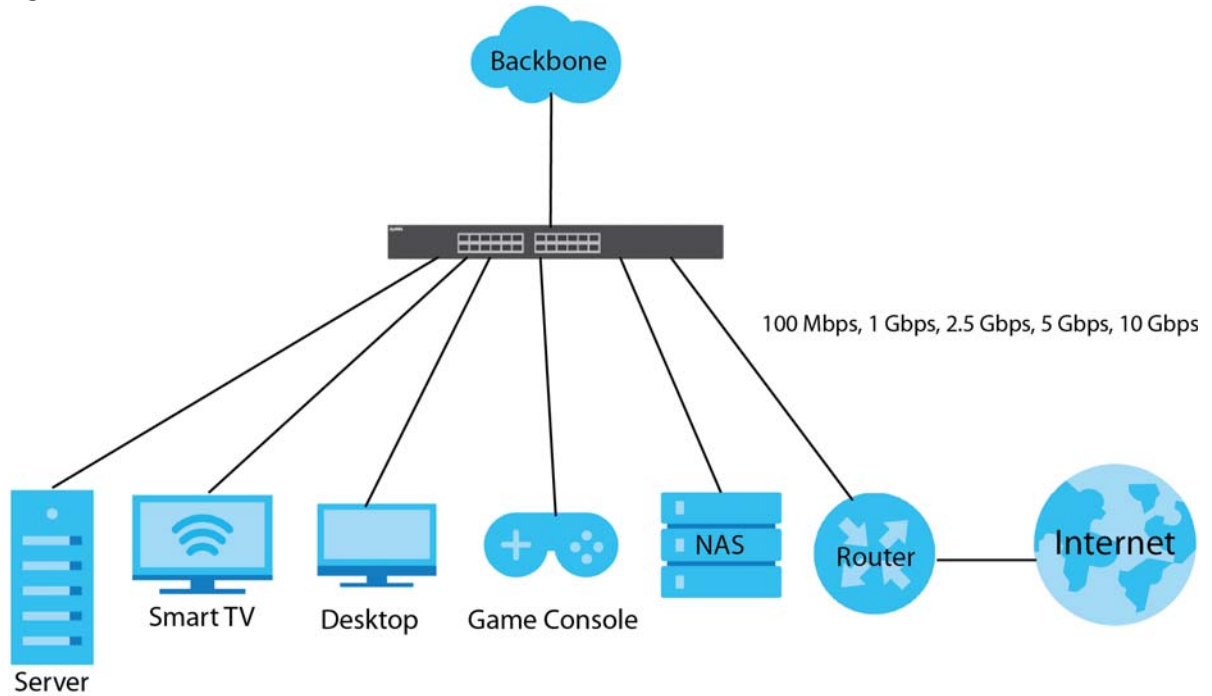 Backbone
100 Mbps, 1 Gbps, 2.5 Gbps, 5 Gbps, 10 Gbps
NAS
Router
Internet
Smart TV
Desktop
Game Console
Server